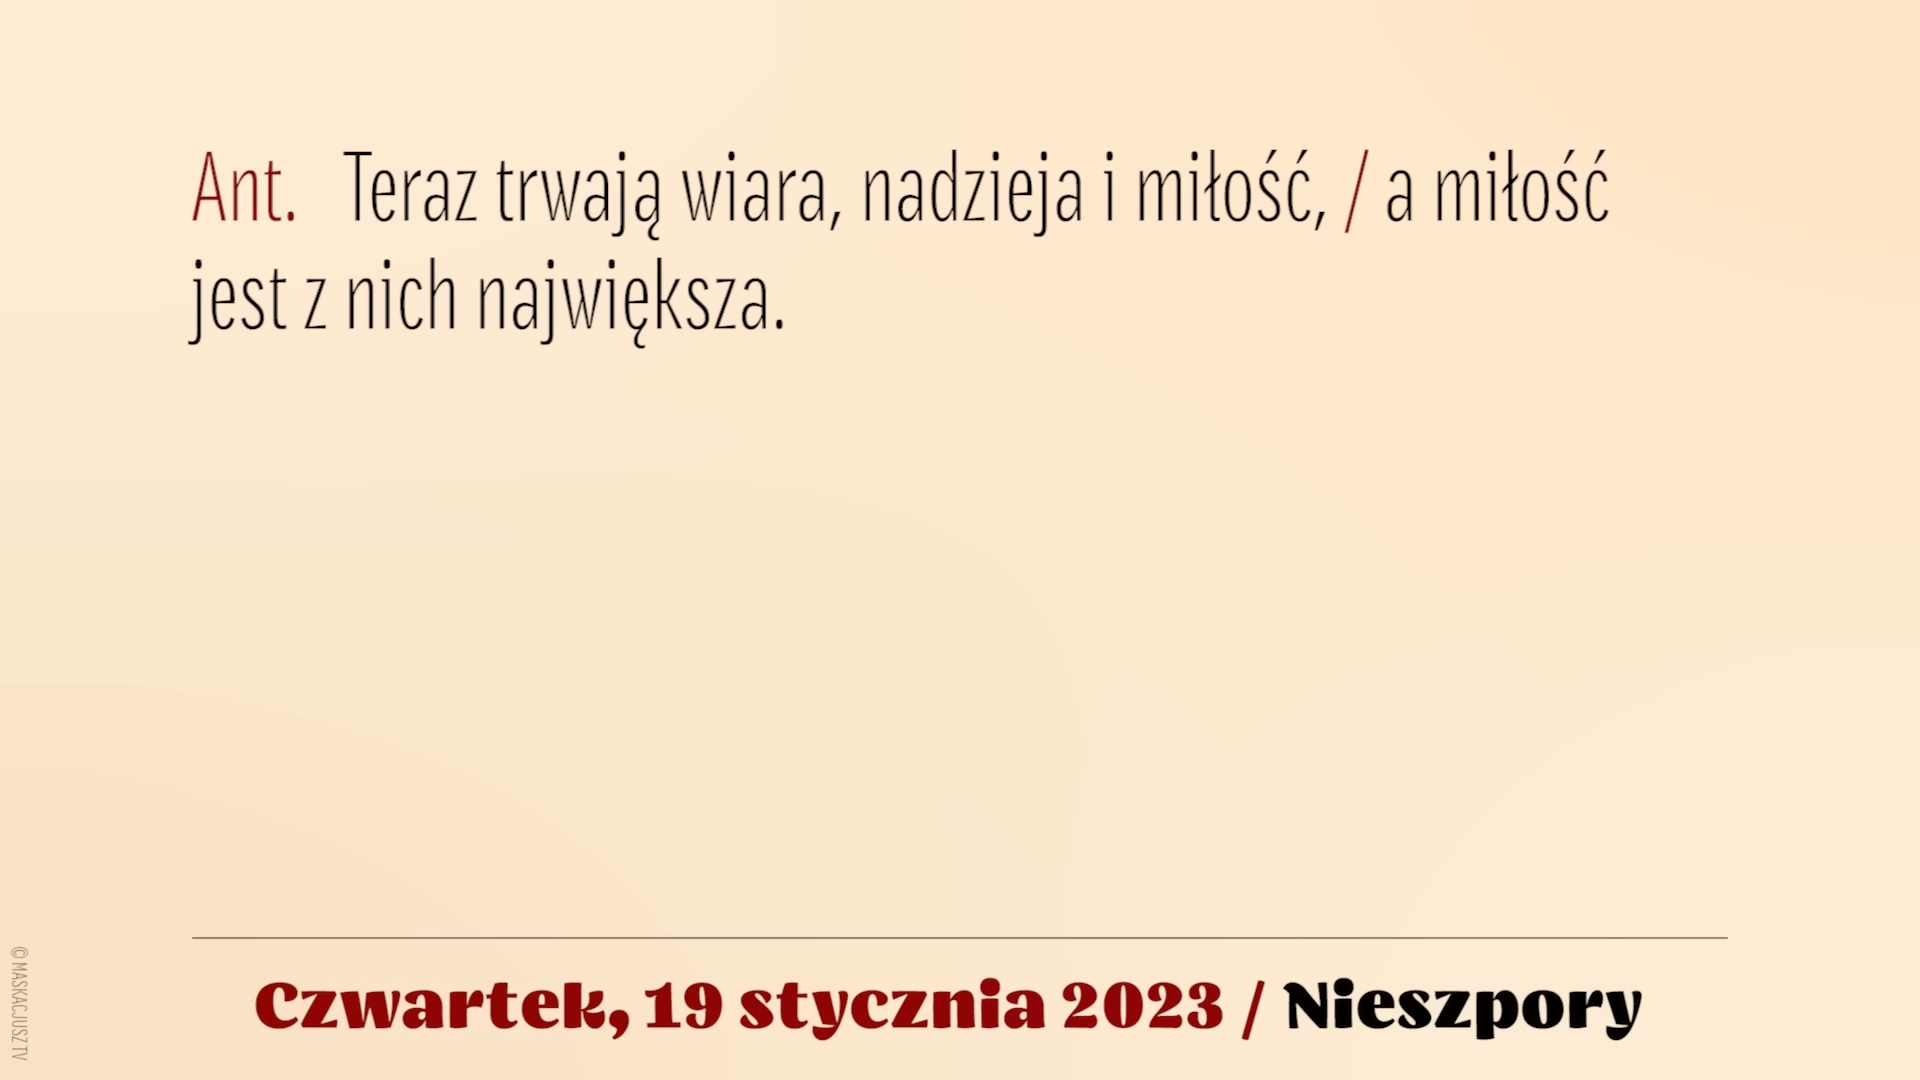 Ant. Teraz trwają wiara, nadzieja i miłość, / a miłość
jest z nich największa.
Czwartek, 19 stycznia 2023 / Nieszpory
© MASKACJUSZ TV